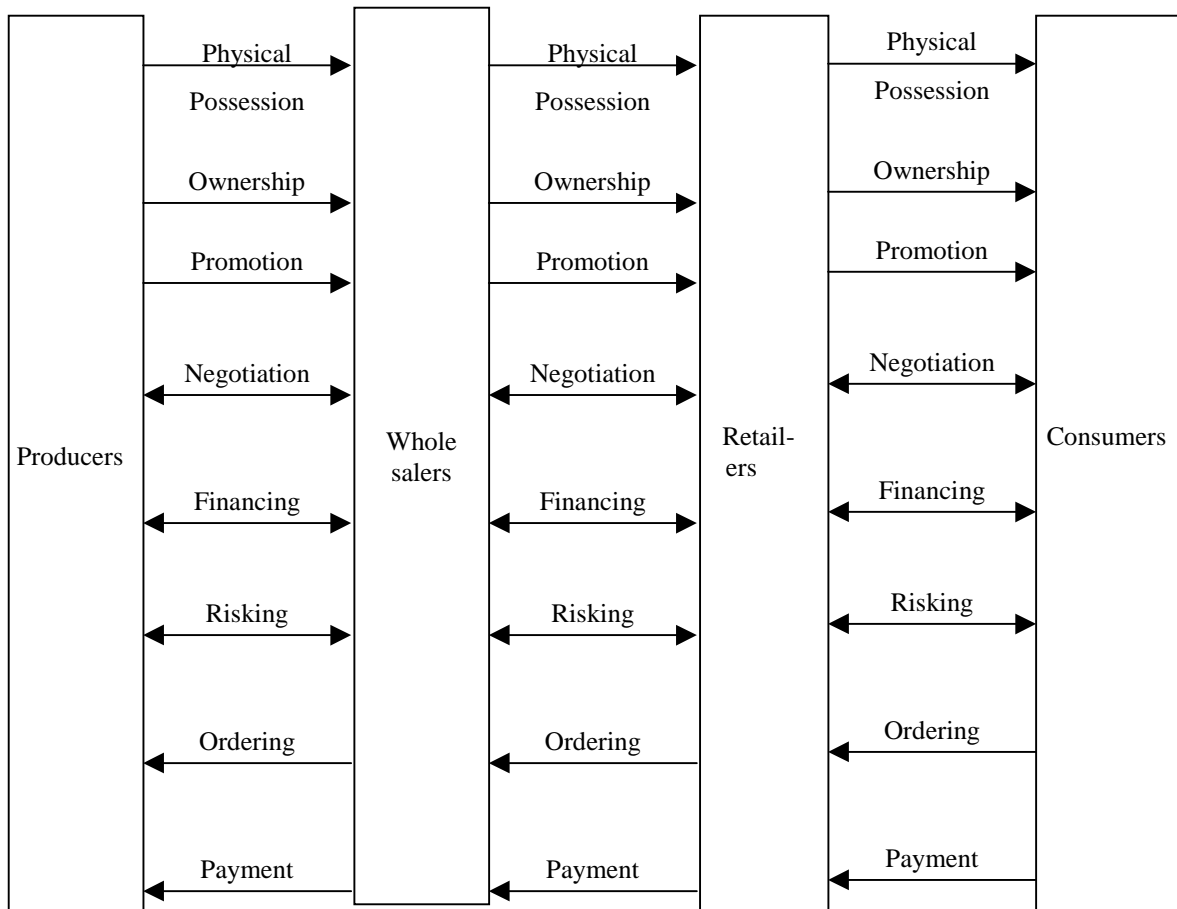 Physical Physical Physical
Possession Possession Possession
Ownership Ownership Ownership
Promotion Promotion Promotion
Negotiation Negotiation Negotiation
Producers
Whole
salers
Retail-
ers
Consumers
Financing Financing Financing
Risking Risking Risking
Ordering Ordering Ordering
Payment Payment Payment